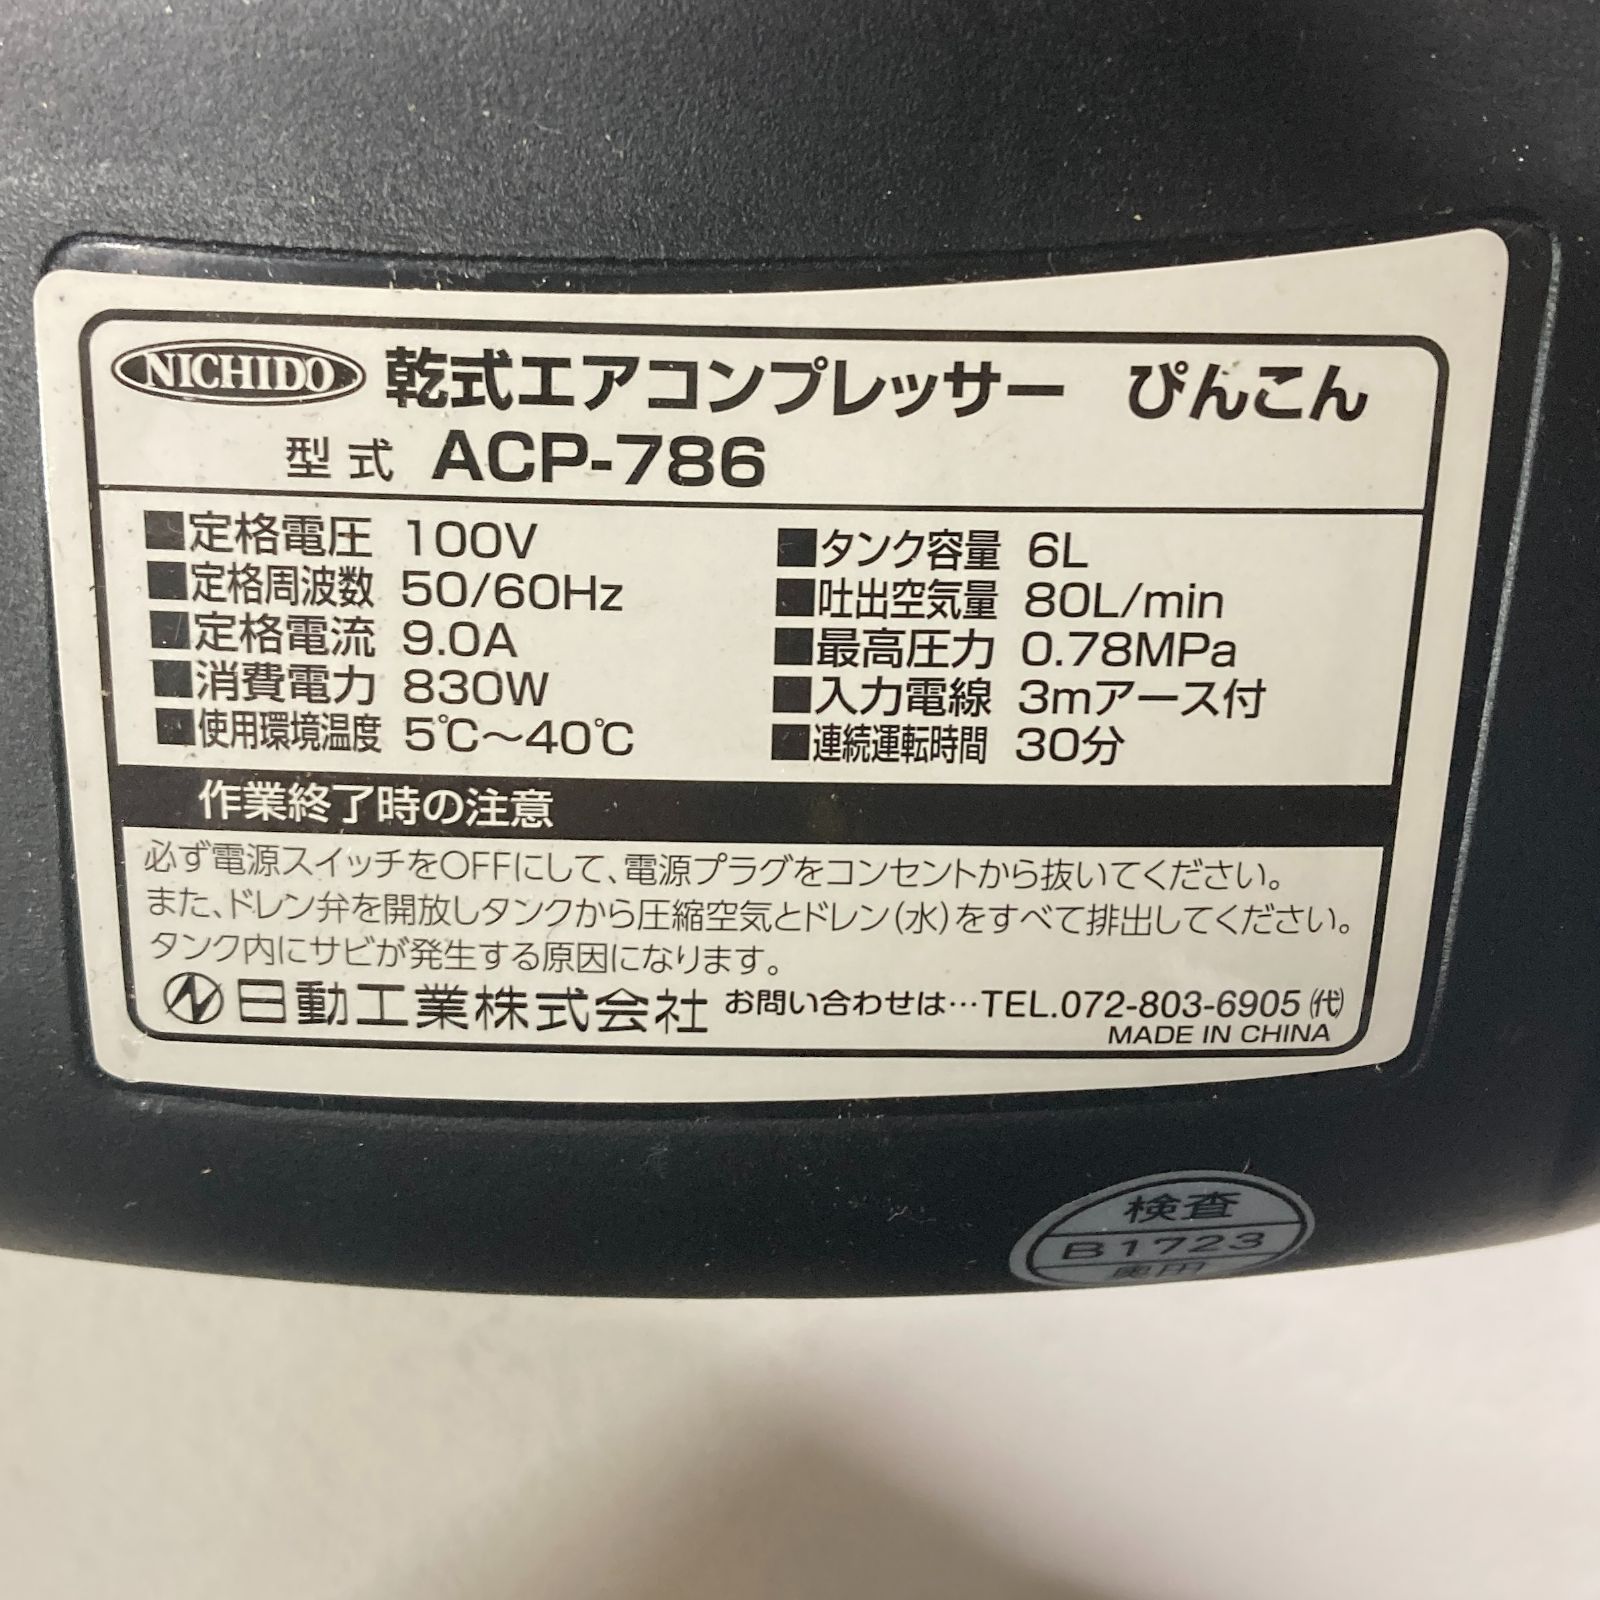 NICHIDO 乾式エアコンプレッサー ぴんこん
型式 ACP-786
■定格電圧 100V
■定格周波数 50/60Hz
■定格電流 9.0A
■消費電力 830W
■使用環境温度 5℃～40℃
■タンク容量 6L
■吐出空気量 80L/min
■最高圧力 0.78MPa
■入力電線 3mアース付
■連続運転時間 30分
作業終了時の注意
必ず電源スイッチをOFFにして、電源プラグをコンセントから抜いてください。
また、ドレン弁を開放しタンクから圧縮空気とドレン(水)をすべて排出してください。
タンク内にサビが発生する原因になります。
日動工業株式会社 お問い合わせは…TEL.072-803-6905 (代)
MADE IN CHINA
検査
B1723